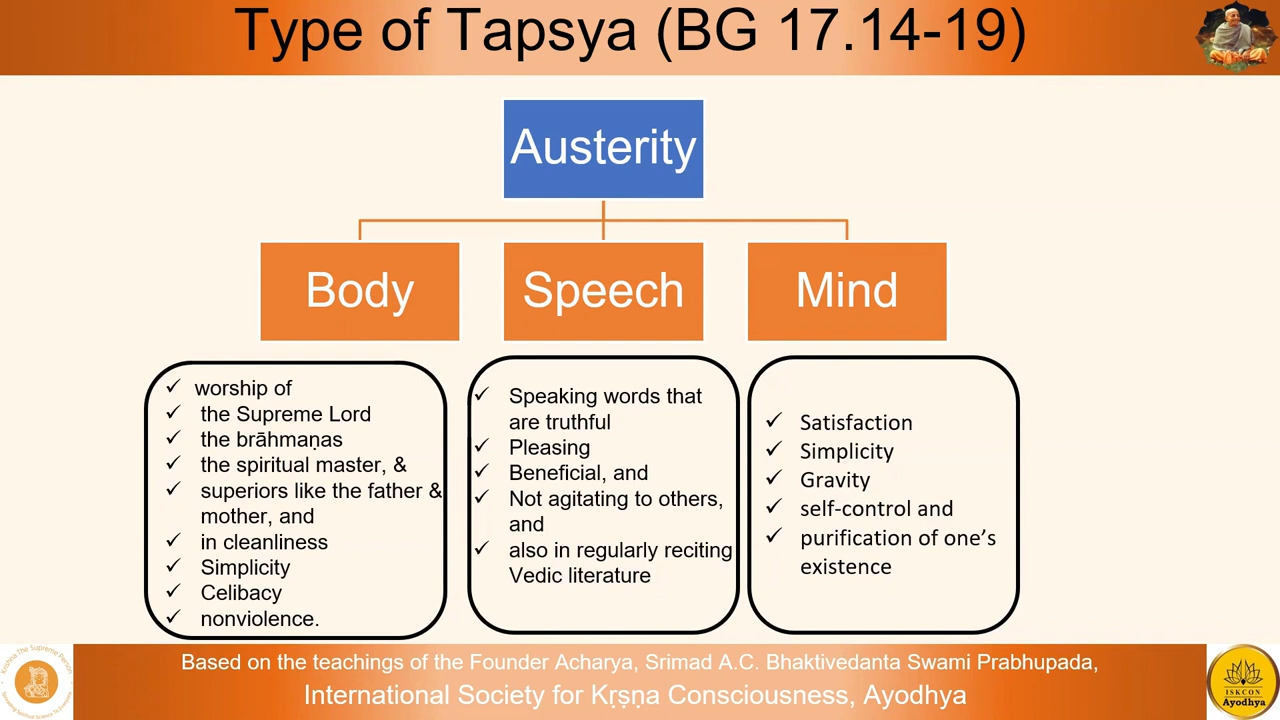 Type of Tapsya (BG 17.14-19)
Austerity
Body
Speech
Mind
✓ worship of
✓ the Supreme Lord
✓ the brāhmaṇas
✓ the spiritual master, &
✓ superiors like the father &
mother, and
✓ in cleanliness
✓ Simplicity
✓ Celibacy
✓ nonviolence.
✓ Speaking words that
are truthful
✓ Pleasing
✓ Beneficial, and
✓ Not agitating to others,
and
✓ also in regularly reciting
Vedic literature
✓ Satisfaction
✓ Simplicity
✓ Gravity
✓ self-control and
✓ purification of one’s
existence
Based on the teachings of the Founder Acharya, Srimad A.C. Bhaktivedanta Swami Prabhupada,
International Society for Kṛṣṇa Consciousness, Ayodhya
Krishna The Supreme Person
ISKCON
Ayodhya